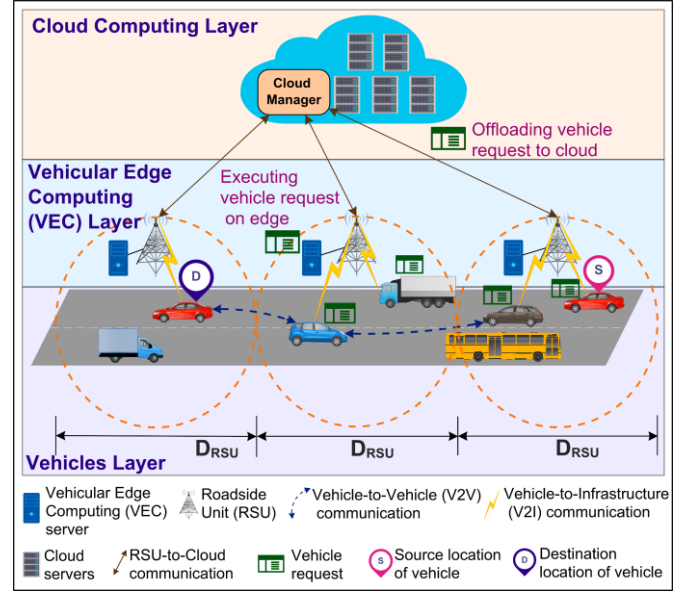 Cloud Computing Layer
Cloud
Manager
Offloading vehicle
request to cloud
Vehicular Edge
Computing
(VEC) Layer
Executing
vehicle request
on edge
D
S
DRSU
DRSU
DRSU
Vehicles Layer
Vehicular Edge
Computing (VEC)
server
Roadside
Unit (RSU)
Vehicle-to-Vehicle (V2V)
communication
Vehicle-to-Infrastructure
(V2I) communication
Cloud
servers
RSU-to-Cloud
communication
Vehicle
request
S
Source location
of vehicle
D
Destination
location of vehicle